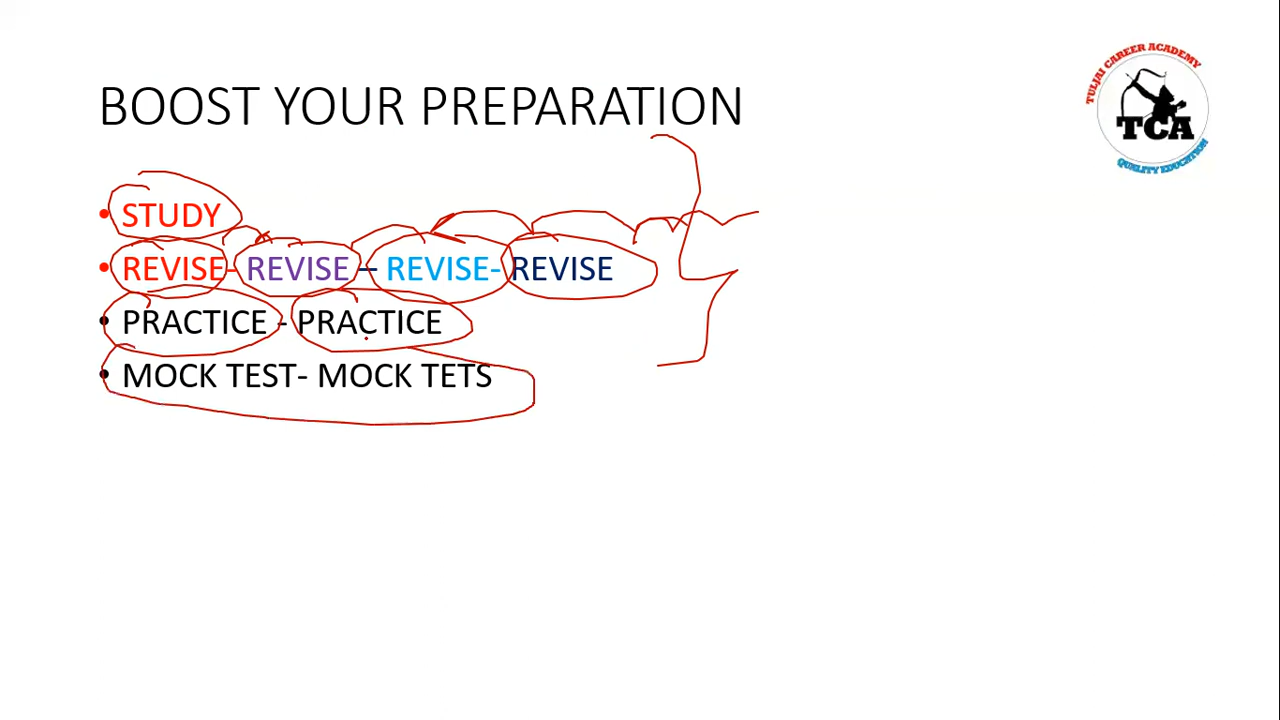 BOOST YOUR PREPARATION
TULJAI CAREER ACADEMY
TCA
QUALITY EDUCATION
• STUDY
• REVISE- REVISE – REVISE- REVISE
• PRACTICE - PRACTICE
• MOCK TEST- MOCK TETS